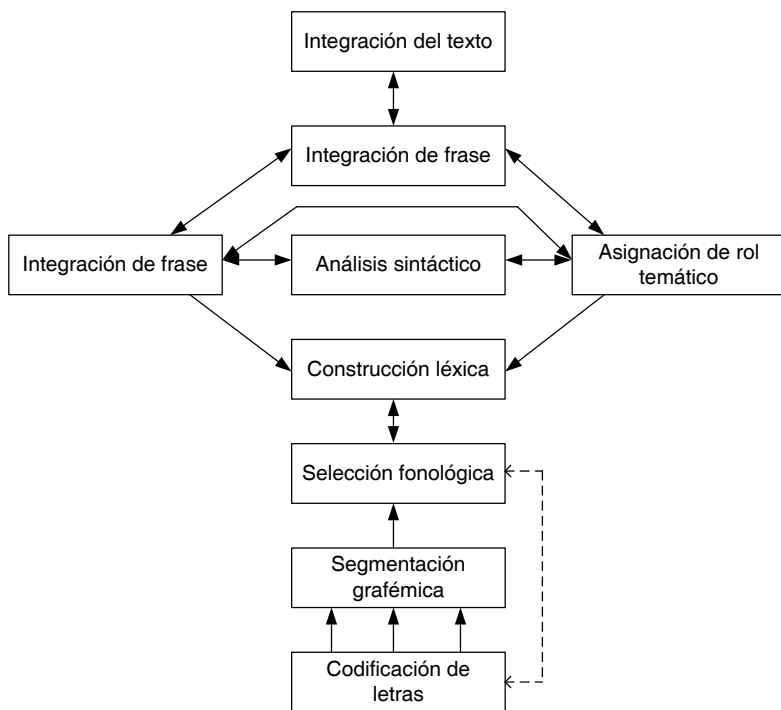 Integración del texto
Integración de frase
Integración de frase
Análisis sintáctico
Asignación de rol
temático
Construcción léxica
Selección fonológica
Segmentación
grafémica
Codificación de
letras